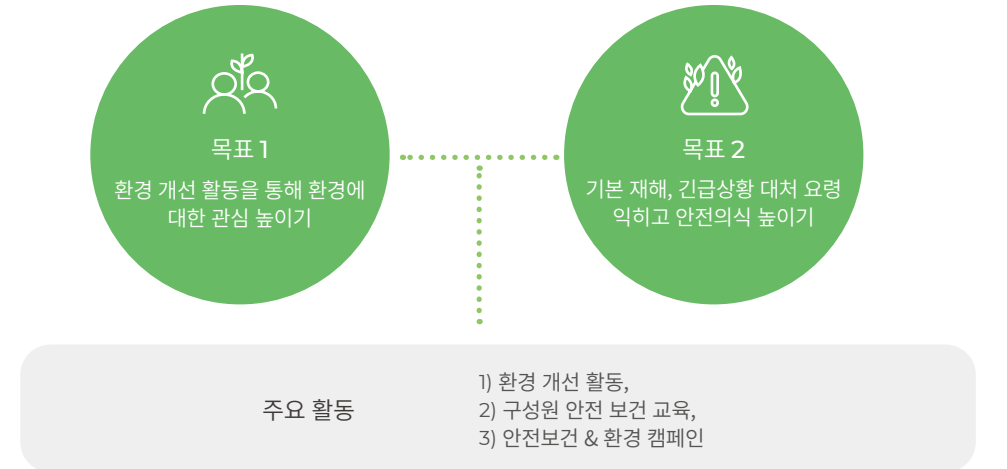 목표 1
환경 개선 활동을 통해 환경에
대한 관심 높이기
목표 2
기본 재해, 긴급상황 대처 요령
익히고 안전의식 높이기
주요 활동
1) 환경 개선 활동,
2) 구성원 안전 보건 교육,
3) 안전보건 & 환경 캠페인